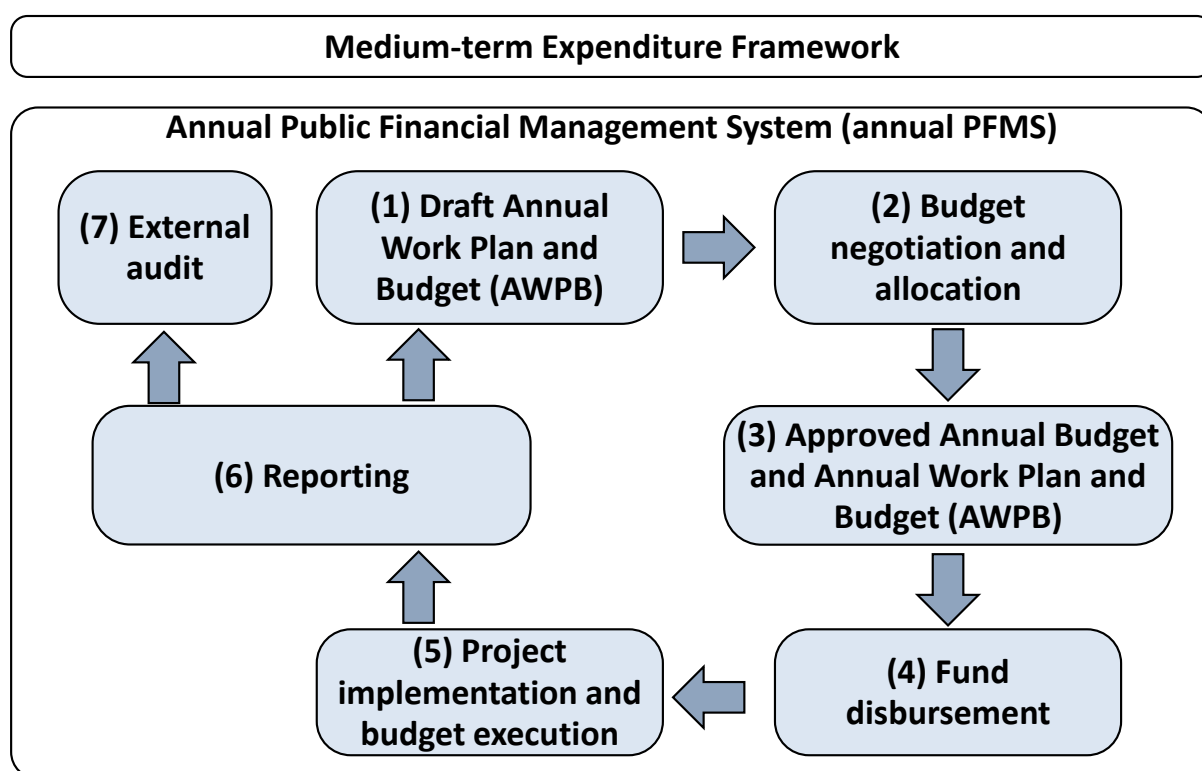 Medium-term Expenditure Framework
Annual Public Financial Management System (annual PFMS)
(1) Draft Annual
Work Plan and
Budget (AWPB)
(2) Budget
negotiation and
allocation
(3) Approved Annual Budget
and Annual Work Plan and
Budget (AWPB)
(4) Fund
disbursement
(5) Project
implementation and
budget execution
(6) Reporting
(7) External
audit